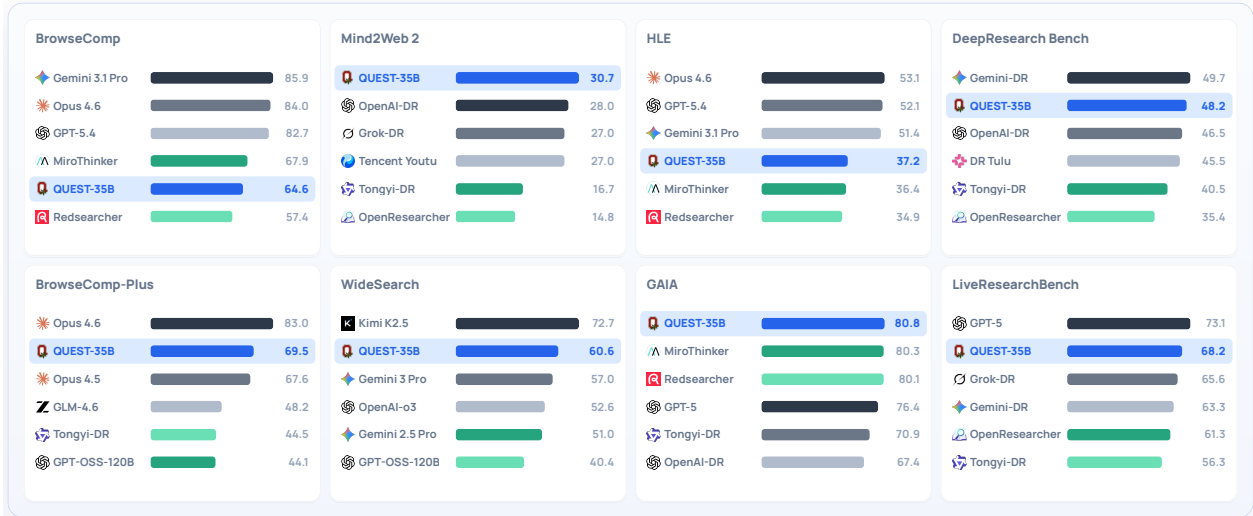 BrowseComp
Gemini 3.1 Pro 85.9
Opus 4.6 84.0
GPT-5.4 82.7
MiroThinker 67.9
QUEST-35B 64.6
Redsearcher 57.4
Mind2Web 2
QUEST-35B 30.7
OpenAI-DR 28.0
Grok-DR 27.0
Tencent Youtu 27.0
Tongyi-DR 16.7
OpenResearcher 14.8
HLE
Opus 4.6 53.1
GPT-5.4 52.1
Gemini 3.1 Pro 51.4
QUEST-35B 37.2
MiroThinker 36.4
Redsearcher 34.9
DeepResearch Bench
Gemini-DR 49.7
QUEST-35B 48.2
OpenAI-DR 46.5
DR Tulu 45.5
Tongyi-DR 40.5
OpenResearcher 35.4
BrowseComp-Plus
Opus 4.6 83.0
QUEST-35B 69.5
Opus 4.5 67.6
GLM-4.6 48.2
Tongyi-DR 44.5
GPT-OSS-120B 44.1
WideSearch
Kimi K2.5 72.7
QUEST-35B 60.6
Gemini 3 Pro 57.0
OpenAI-o3 52.6
Gemini 2.5 Pro 51.0
GPT-OSS-120B 40.4
GAIA
QUEST-35B 80.8
MiroThinker 80.3
Redsearcher 80.1
GPT-5 76.4
Tongyi-DR 70.9
OpenAI-DR 67.4
LiveResearchBench
GPT-5 73.1
QUEST-35B 68.2
Grok-DR 65.6
Gemini-DR 63.3
OpenResearcher 61.3
Tongyi-DR 56.3